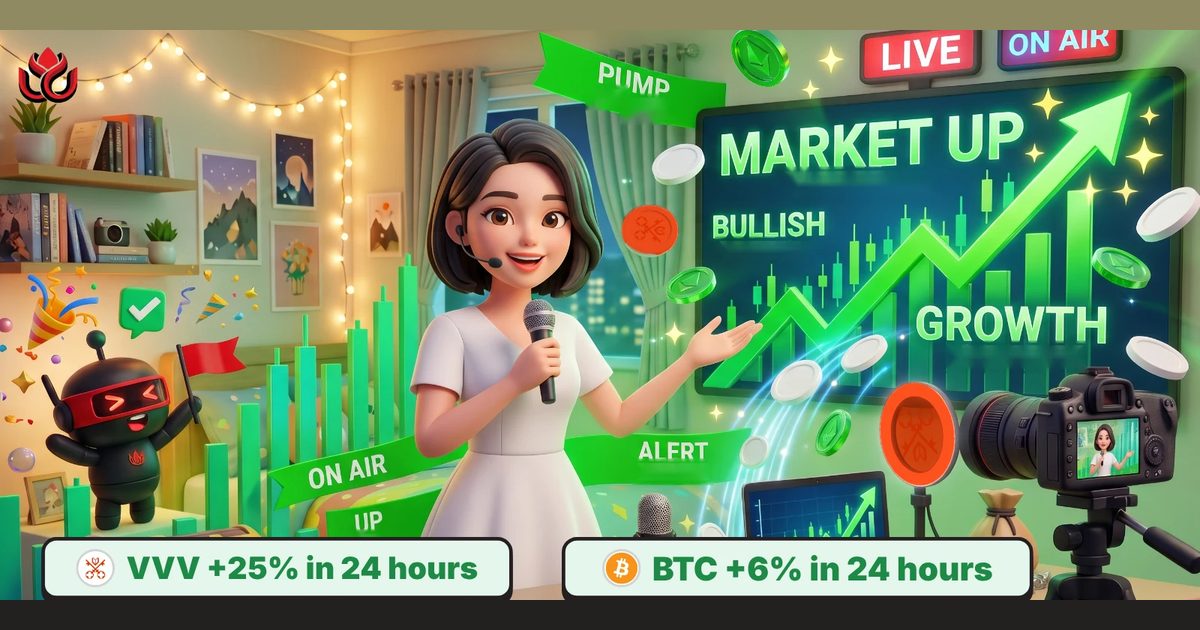 PUMP
LIVE
ON AIR
MARKET UP
BULLISH
GROWTH
ON AIR
UP
ALERT
VVV +25% in 24 hours
BTC +6% in 24 hours